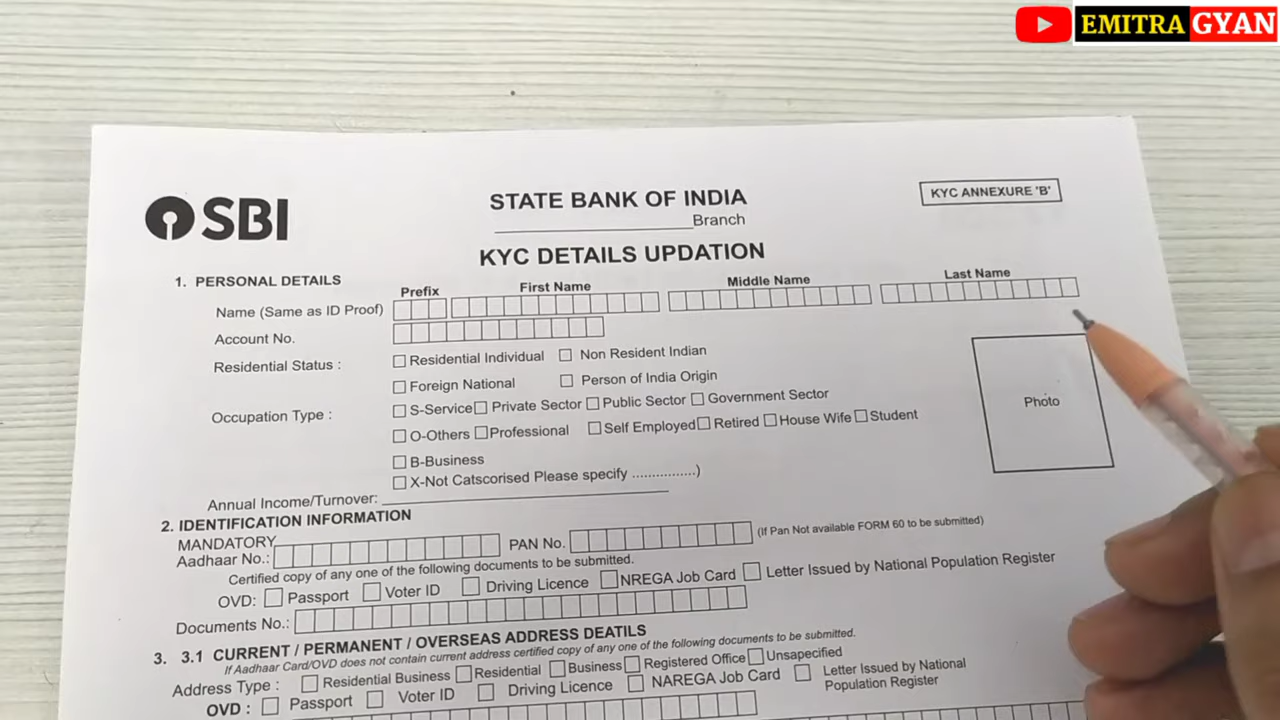 EMITRA GYAN
KYC ANNEXURE 'B'
SBI
STATE BANK OF INDIA
Branch
KYC DETAILS UPDATION
1. PERSONAL DETAILS
Prefix First Name Middle Name Last Name
Name (Same as ID Proof)
Account No.
Residential Status : Residential Individual Non Resident Indian
Foreign National Person of India Origin
Occupation Type : S-Service Private Sector Public Sector Government Sector
O-Others Professional Self Employed Retired House Wife Student
B-Business
X-Not Catscorised Please specify ................)
Photo
Annual Income/Turnover:
2. IDENTIFICATION INFORMATION
MANDATORY
Aadhaar No.: PAN No. (If Pan Not available FORM 60 to be submitted)
Certified copy of any one of the following documents to be submitted.
OVD: Passport Voter ID Driving Licence NREGA Job Card Letter Issued by National Population Register
Documents No.:
3. 3.1 CURRENT / PERMANENT / OVERSEAS ADDRESS DEATILS
If Aadhaar Card/OVD does not contain current address certified copy of any one of the following documents to be submitted.
Address Type : Residential Business Residential Business Registered Office Unsapecified
OVD : Passport Voter ID Driving Licence NAREGA Job Card Letter Issued by National
Population Register